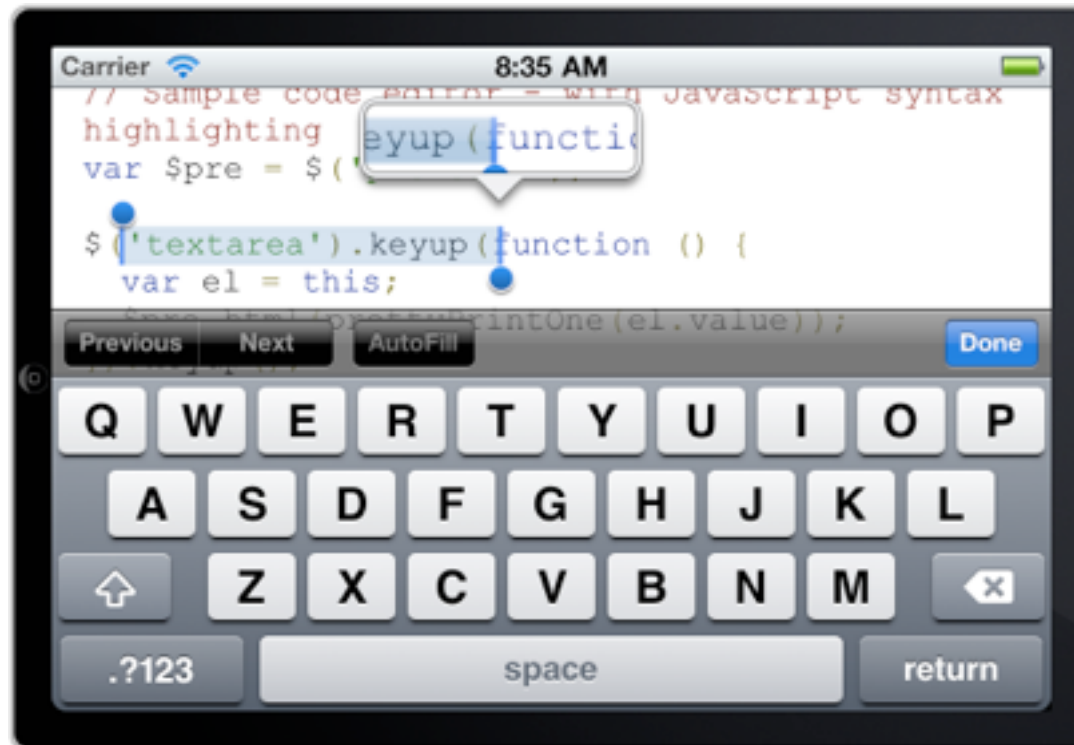 Carrier 8:35 AM
// Sample code editor - with JavaScript syntax
highlighting
eyup(functio
var $pre = $('
$('textarea').keyup(function () {
var el = this;
$pre.html(prettyPrintOne(el.value));
Previous Next AutoFill Done
Q W E R T Y U I O P
A S D F G H J K L
Z X C V B N M
.?123 space return